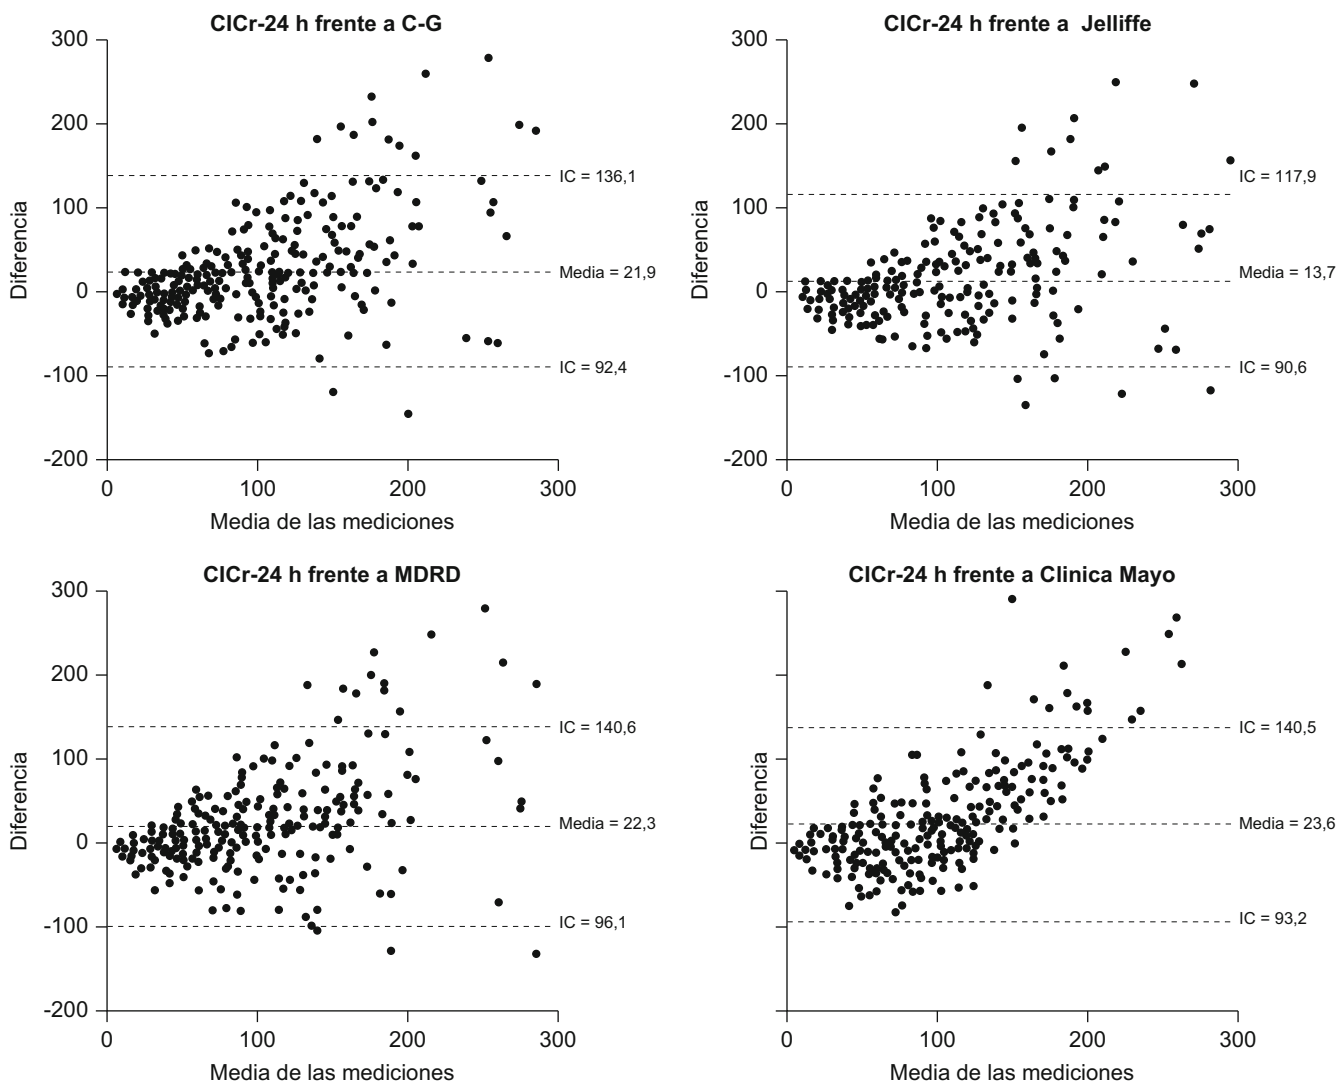 ClCr-24 h frente a C-G
300
200
100
0
-100
-200
Diferencia
IC = 136,1
Media = 21,9
IC = 92,4
0 100 200 300
Media de las mediciones
ClCr-24 h frente a Jelliffe
300
200
100
0
-100
-200
Diferencia
IC = 117,9
Media = 13,7
IC = 90,6
0 100 200 300
Media de las mediciones
ClCr-24 h frente a MDRD
300
200
100
0
-100
-200
Diferencia
IC = 140,6
Media = 22,3
IC = 96,1
0 100 200 300
Media de las mediciones
ClCr-24 h frente a Clinica Mayo
Diferencia
IC = 140,5
Media = 23,6
IC = 93,2
0 100 200 300
Media de las mediciones